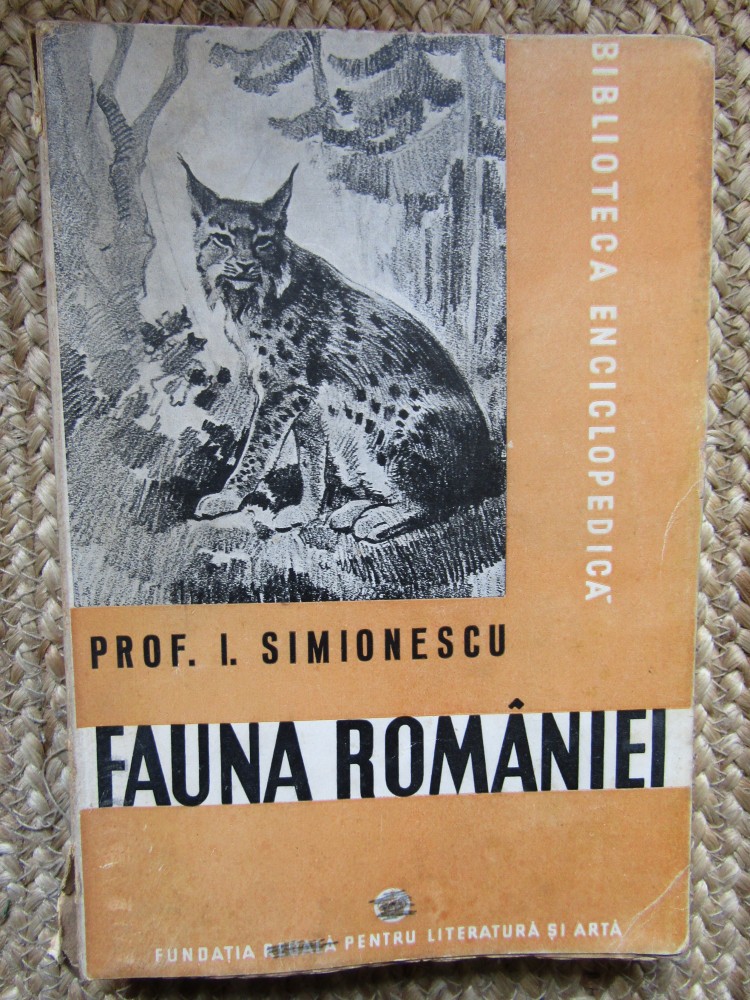 BIBLIOTECA ENCICLOPEDICĂ
PROF. I. SIMIONESCU
FAUNA ROMÂNIEI
FUNDAȚIA PENTRU LITERATURĂ ȘI ARTĂ